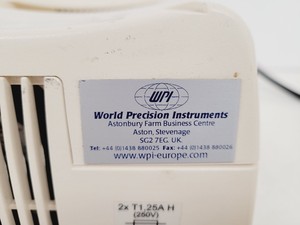 WPI
World Precision Instruments
Astonbury Farm Business Centre
Aston, Stevenage
SG2 7EG. UK.
Tel: +44 (0)1438 880025 Fax: +44 (0)1438 880026
www.wpi-europe.com
2x T1.25A H
(250V)